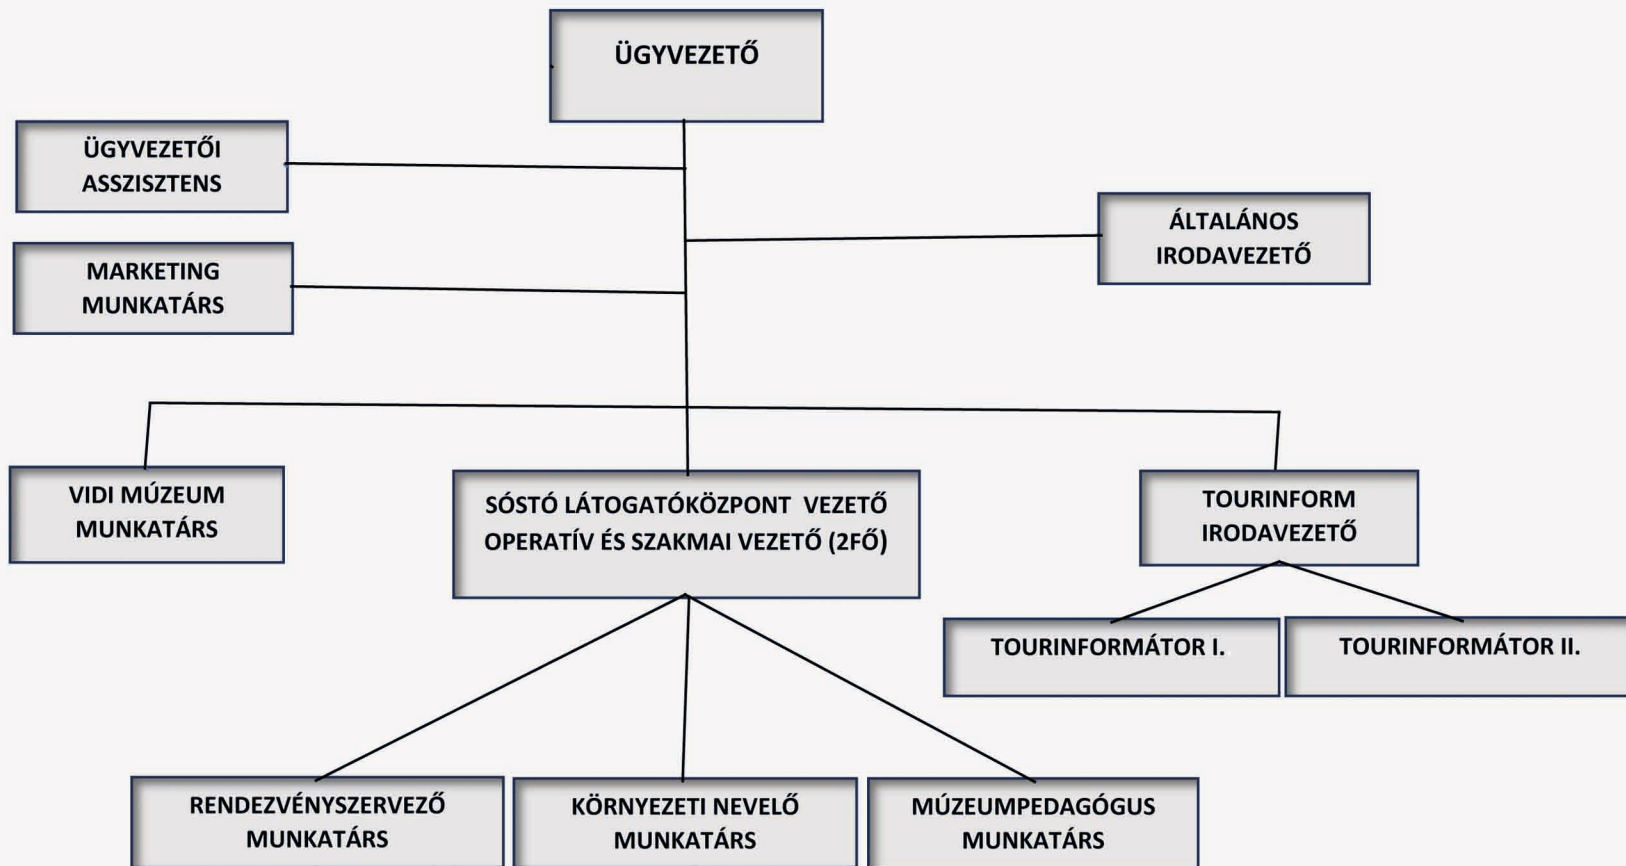 ÜGYVEZETŐ
ÜGYVEZETŐI
ASSZISZTENS
ÁLTALÁNOS
IRODAVEZETŐ
MARKETING
MUNKATÁRS
VIDI MÚZEUM
MUNKATÁRS
SÓSTÓ LÁTOGATÓKÖZPONT VEZETŐ
OPERATÍV ÉS SZAKMAI VEZETŐ (2FŐ)
TOURINFORM
IRODAVEZETŐ
TOURINFORMÁTOR I.
TOURINFORMÁTOR II.
RENDEZVÉNYSZERVEZŐ
MUNKATÁRS
KÖRNYEZETI NEVELŐ
MUNKATÁRS
MÚZEUMPEDAGÓGUS
MUNKATÁRS